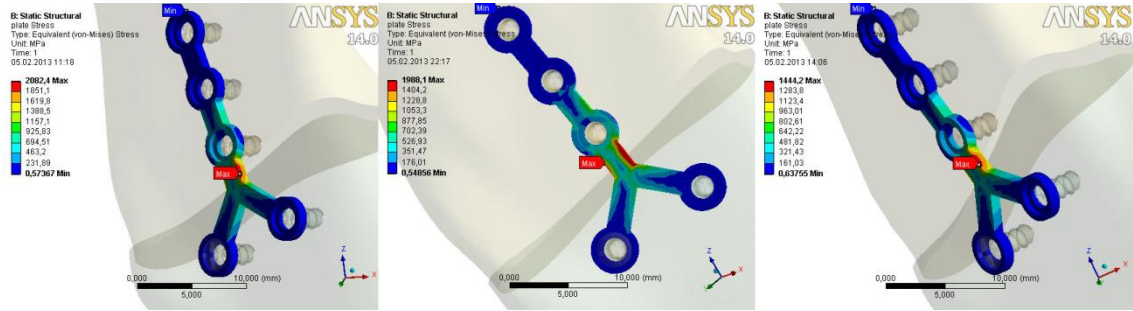 B: Static Structural
plate Stress
Type: Equivalent (von-Mises) Stress
Unit: MPa
Time: 1
05.02.2013 11:18
2082,4 Max
1851,1
1619,8
1388,5
1157,1
925,83
694,51
463,2
231,89
0,57367 Min
Min
Max
ANSYS
14.0
Z
X
0,000
10,000 (mm)
5,000
B: Static Structural
plate Stress
Type: Equivalent (von-Mises) Stress
Unit: MPa
Time: 1
05.02.2013 22:17
1988,1 Max
1404,2
1228,8
1053,3
877,85
702,39
526,93
351,47
176,01
0,54856 Min
Min
Max
ANSYS
14.0
Z
X
0,000
10,000 (mm)
5,000
B: Static Structural
plate Stress
Type: Equivalent (von-Mises) Stress
Unit: MPa
Time: 1
05.02.2013 14:06
1444,2 Max
1283,8
1123,4
963,01
802,61
642,22
481,82
321,43
161,03
0,63755 Min
Min
Max
ANSYS
14.0
Z
X
0,000
10,000 (mm)
5,000